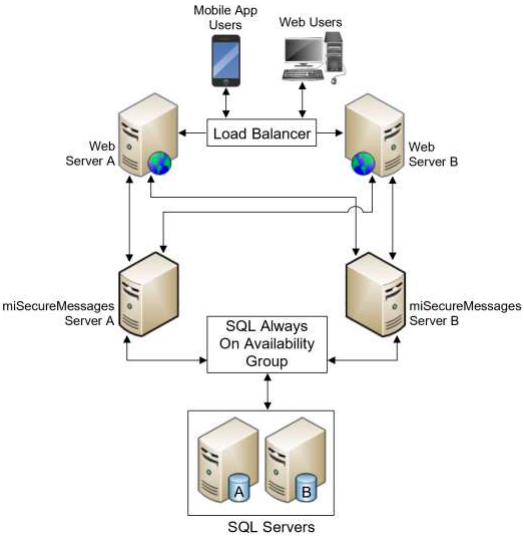 Mobile App
Users
Web Users
Load Balancer
Web
Server A
Web
Server B
miSecureMessages
Server A
miSecureMessages
Server B
SQL Always
On Availability
Group
A
B
SQL Servers